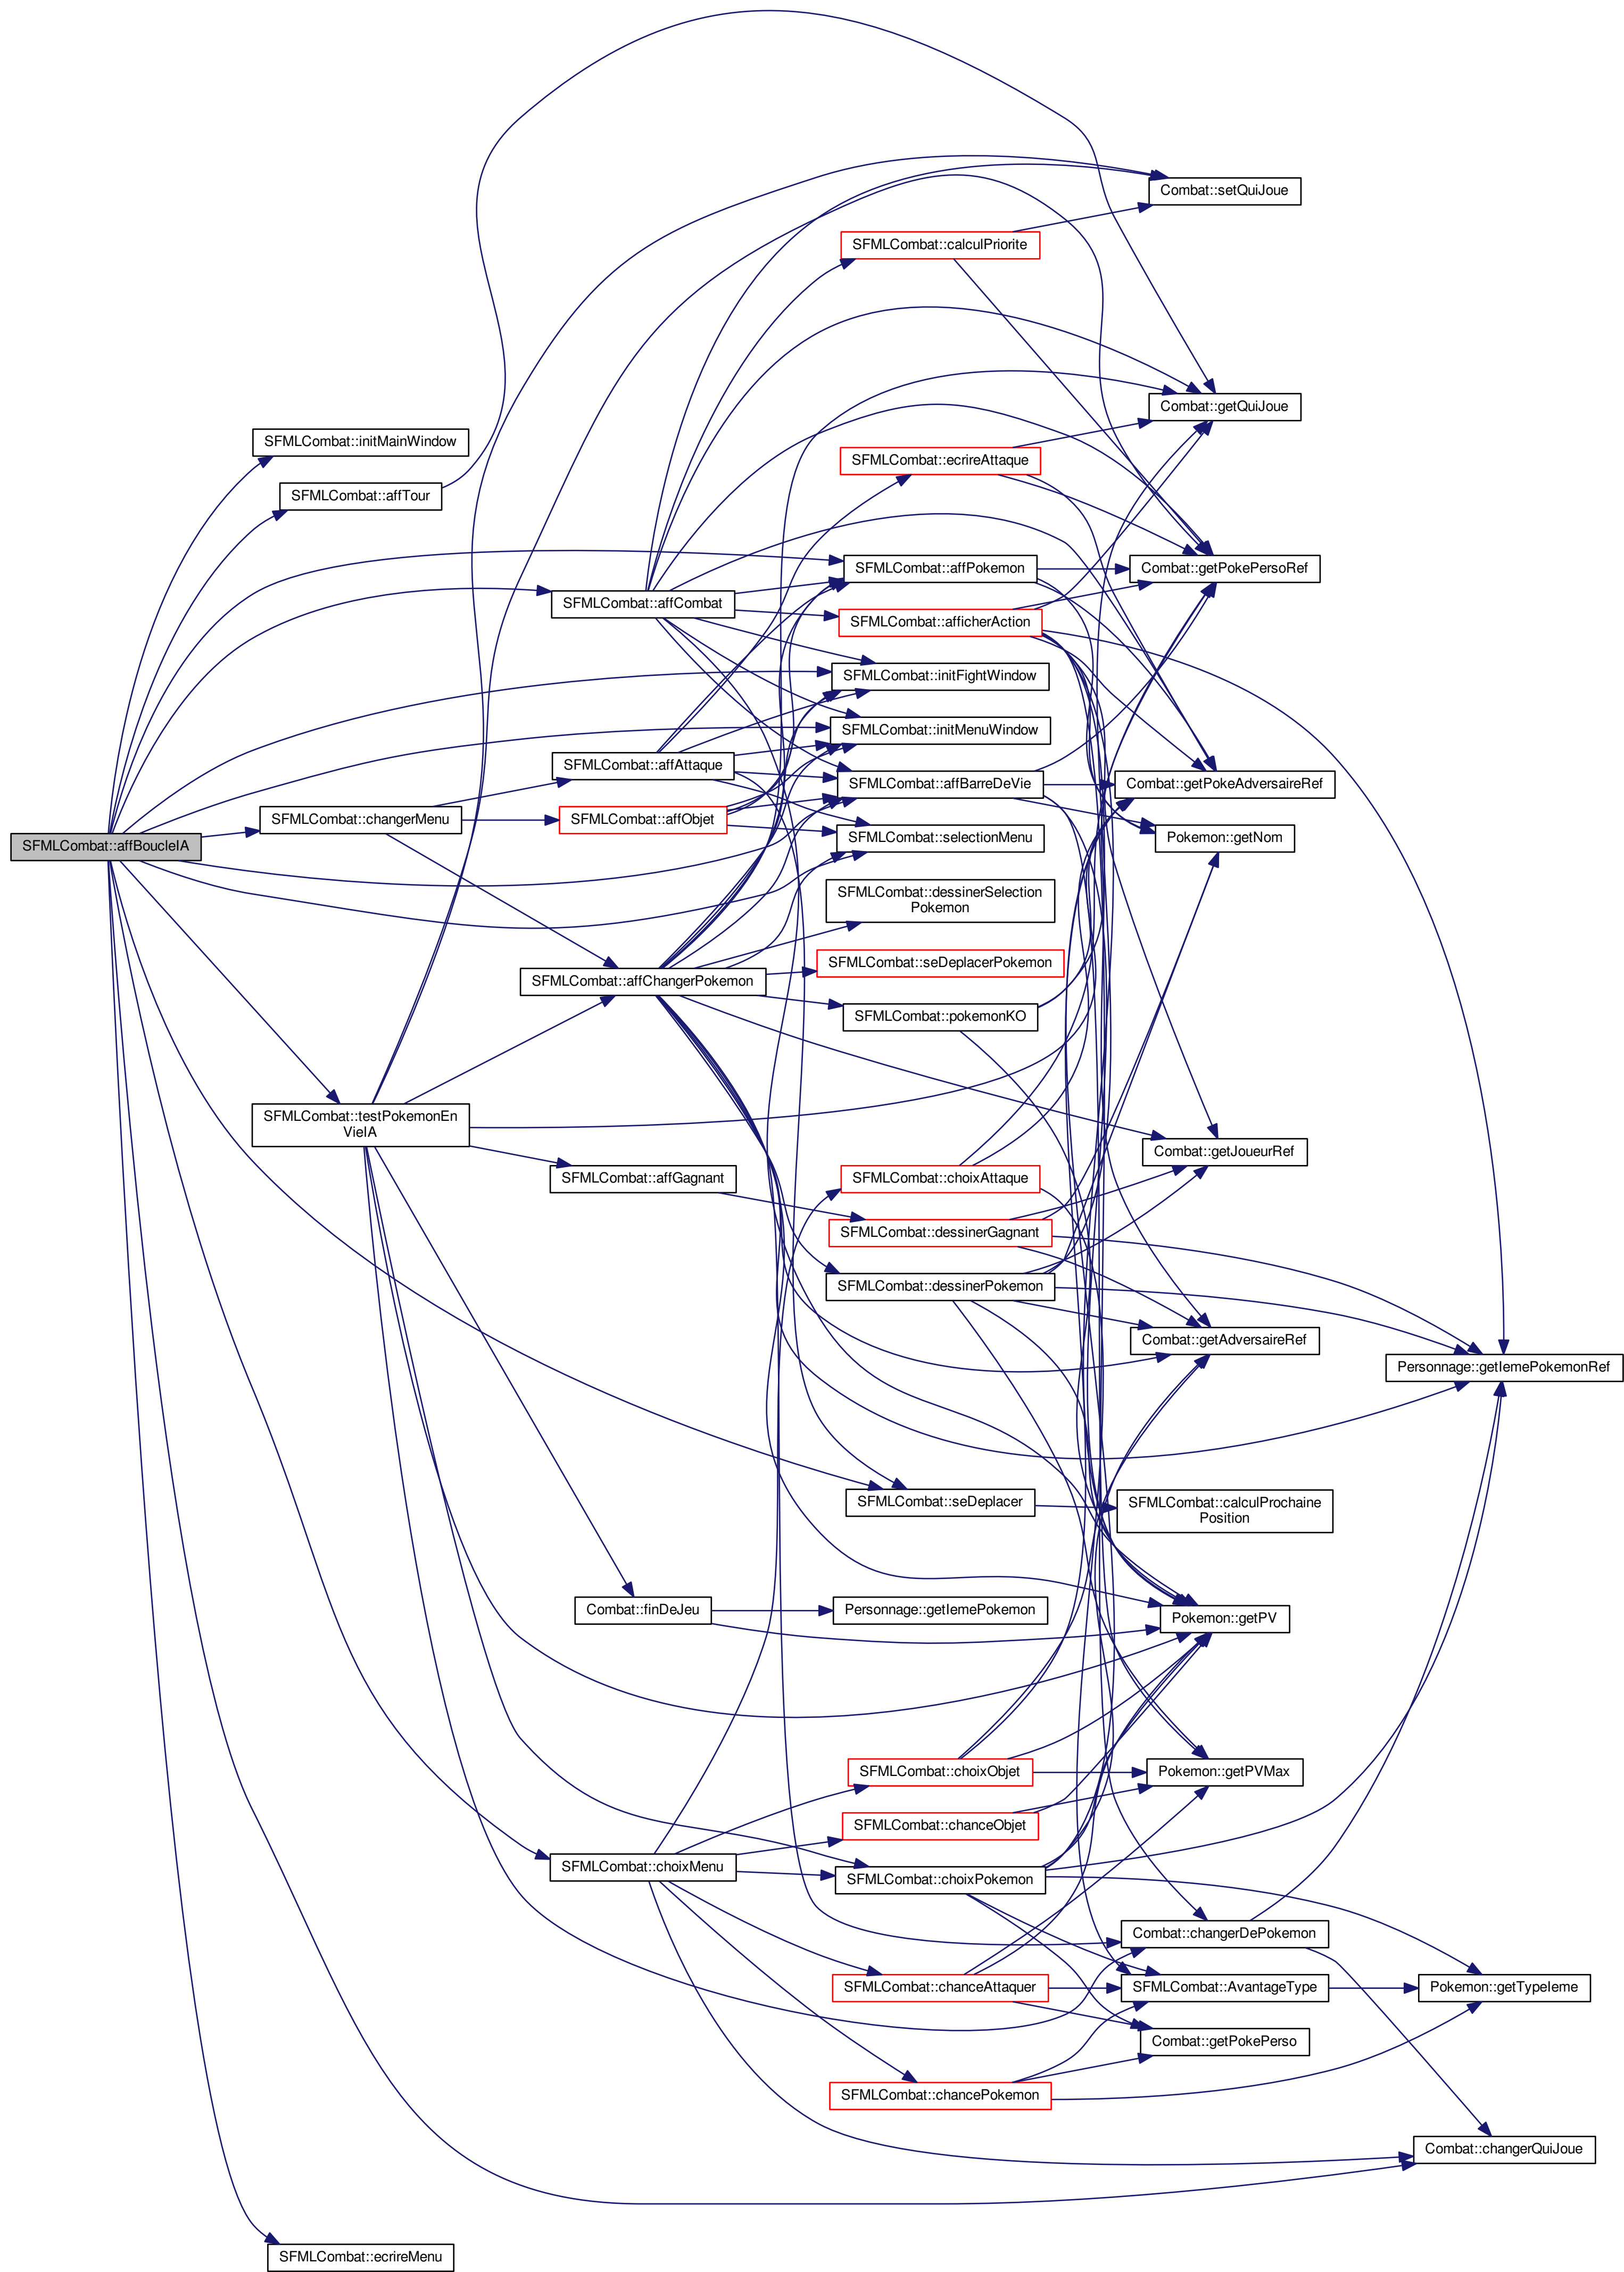 Combat::setQuiJoue
SFMLCombat::calculPriorite
Combat::getQuiJoue
SFMLCombat::initMainWindow
SFMLCombat::ecrireAttaque
SFMLCombat::affTour
SFMLCombat::affPokemon
Combat::getPokePersoRef
SFMLCombat::affCombat
SFMLCombat::afficherAction
SFMLCombat::initFightWindow
SFMLCombat::initMenuWindow
SFMLCombat::affAttaque
SFMLCombat::affBarreDeVie
Combat::getPokeAdversaireRef
SFMLCombat::changerMenu
SFMLCombat::affObjet
SFMLCombat::selectionMenu
Pokemon::getNom
SFMLCombat::affBoucleIA
SFMLCombat::dessinerSelection
Pokemon
SFMLCombat::seDeplacerPokemon
SFMLCombat::affChangerPokemon
SFMLCombat::pokemonKO
SFMLCombat::testPokemonEn
VieIA
Combat::getJoueurRef
SFMLCombat::affGagnant
SFMLCombat::choixAttaque
SFMLCombat::dessinerGagnant
SFMLCombat::dessinerPokemon
Combat::getAdversaireRef
Personnage::getIemePokemonRef
SFMLCombat::seDeplacer
SFMLCombat::calculProchaine
Position
Combat::finDeJeu
Personnage::getIemePokemon
Pokemon::getPV
SFMLCombat::choixObjet
Pokemon::getPVMax
SFMLCombat::chanceObjet
SFMLCombat::choixMenu
SFMLCombat::choixPokemon
Combat::changerDePokemon
SFMLCombat::chanceAttaquer
SFMLCombat::AvantageType
Pokemon::getTypeIeme
Combat::getPokePerso
SFMLCombat::chancePokemon
Combat::changerQuiJoue
SFMLCombat::ecrireMenu